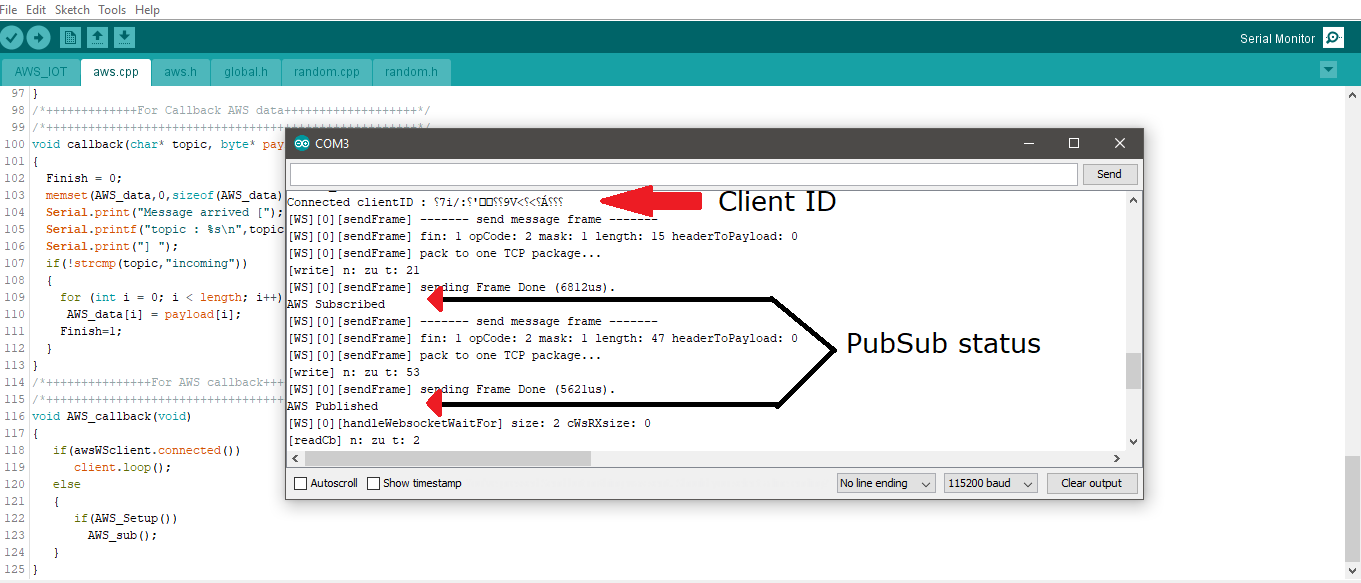 File Edit Sketch Tools Help
Serial Monitor
AWS_IOT aws.cpp aws.h global.h random.cpp random.h
97 }
98 /*+++++++++++++For Callback AWS data+++++++++++++++++++*/
99 /*+++++++++++++++++++++++++++++++++++++++++++++++++++++*/
100 void callback(char* topic, byte* pay
101 {
102 Finish = 0;
103 memset(AWS_data,0,sizeof(AWS_data)
104 Serial.print("Message arrived [");
105 Serial.printf("topic : %s\n",topic
106 Serial.print("] ");
107 if(!strcmp(topic,"incoming"))
108 {
109 for (int i = 0; i < length; i++)
110 AWS_data[i] = payload[i];
111 Finish=1;
112 }
113 }
114 /*+++++++++++++++For AWS callback+++
115 /*++++++++++++++++++++++++++++++++++
116 void AWS_callback(void)
117 {
118 if(awsWSclient.connected())
119 client.loop();
120 else
121 {
122 if(AWS_Setup())
123 AWS_sub();
124 }
125 }
COM3
Send
Connected clientID : ⸮7i/:⸮'□□⸮⸮9V<⸮<⸮Á⸮⸮⸮
[WS][0][sendFrame] ------- send message frame -------
[WS][0][sendFrame] fin: 1 opCode: 2 mask: 1 length: 15 headerToPayload: 0
[WS][0][sendFrame] pack to one TCP package...
[write] n: zu t: 21
[WS][0][sendFrame] sending Frame Done (6812us).
AWS Subscribed
[WS][0][sendFrame] ------- send message frame -------
[WS][0][sendFrame] fin: 1 opCode: 2 mask: 1 length: 47 headerToPayload: 0
[WS][0][sendFrame] pack to one TCP package...
[write] n: zu t: 53
[WS][0][sendFrame] sending Frame Done (5621us).
AWS Published
[WS][0][handleWebsocketWaitFor] size: 2 cWsRXsize: 0
[readCb] n: zu t: 2
Client ID
PubSub status
Autoscroll Show timestamp No line ending 115200 baud Clear output